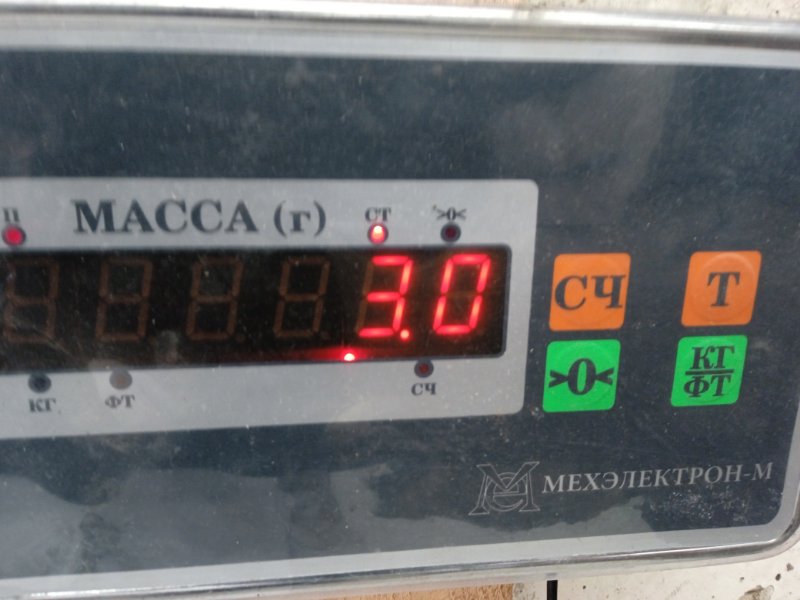 П МАССА (г) СТ >0<
3.0
КГ ФТ СЧ
СЧ Т
>0< КГ
ФТ
МЕХЭЛЕКТРОН-М